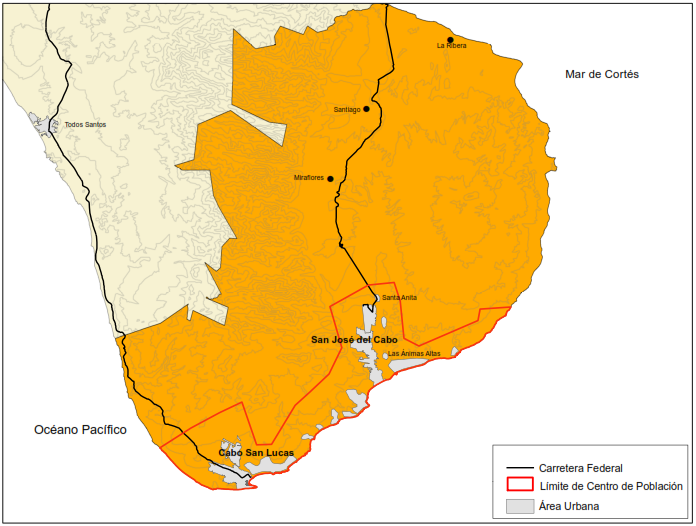 La Ribera
Mar de Cortés
Santiago
Todos Santos
Miraflores
Santa Anita
San José del Cabo
Las Ánimas Altas
Océano Pacífico
Cabo San Lucas
Carretera Federal
Límite de Centro de Población
Área Urbana